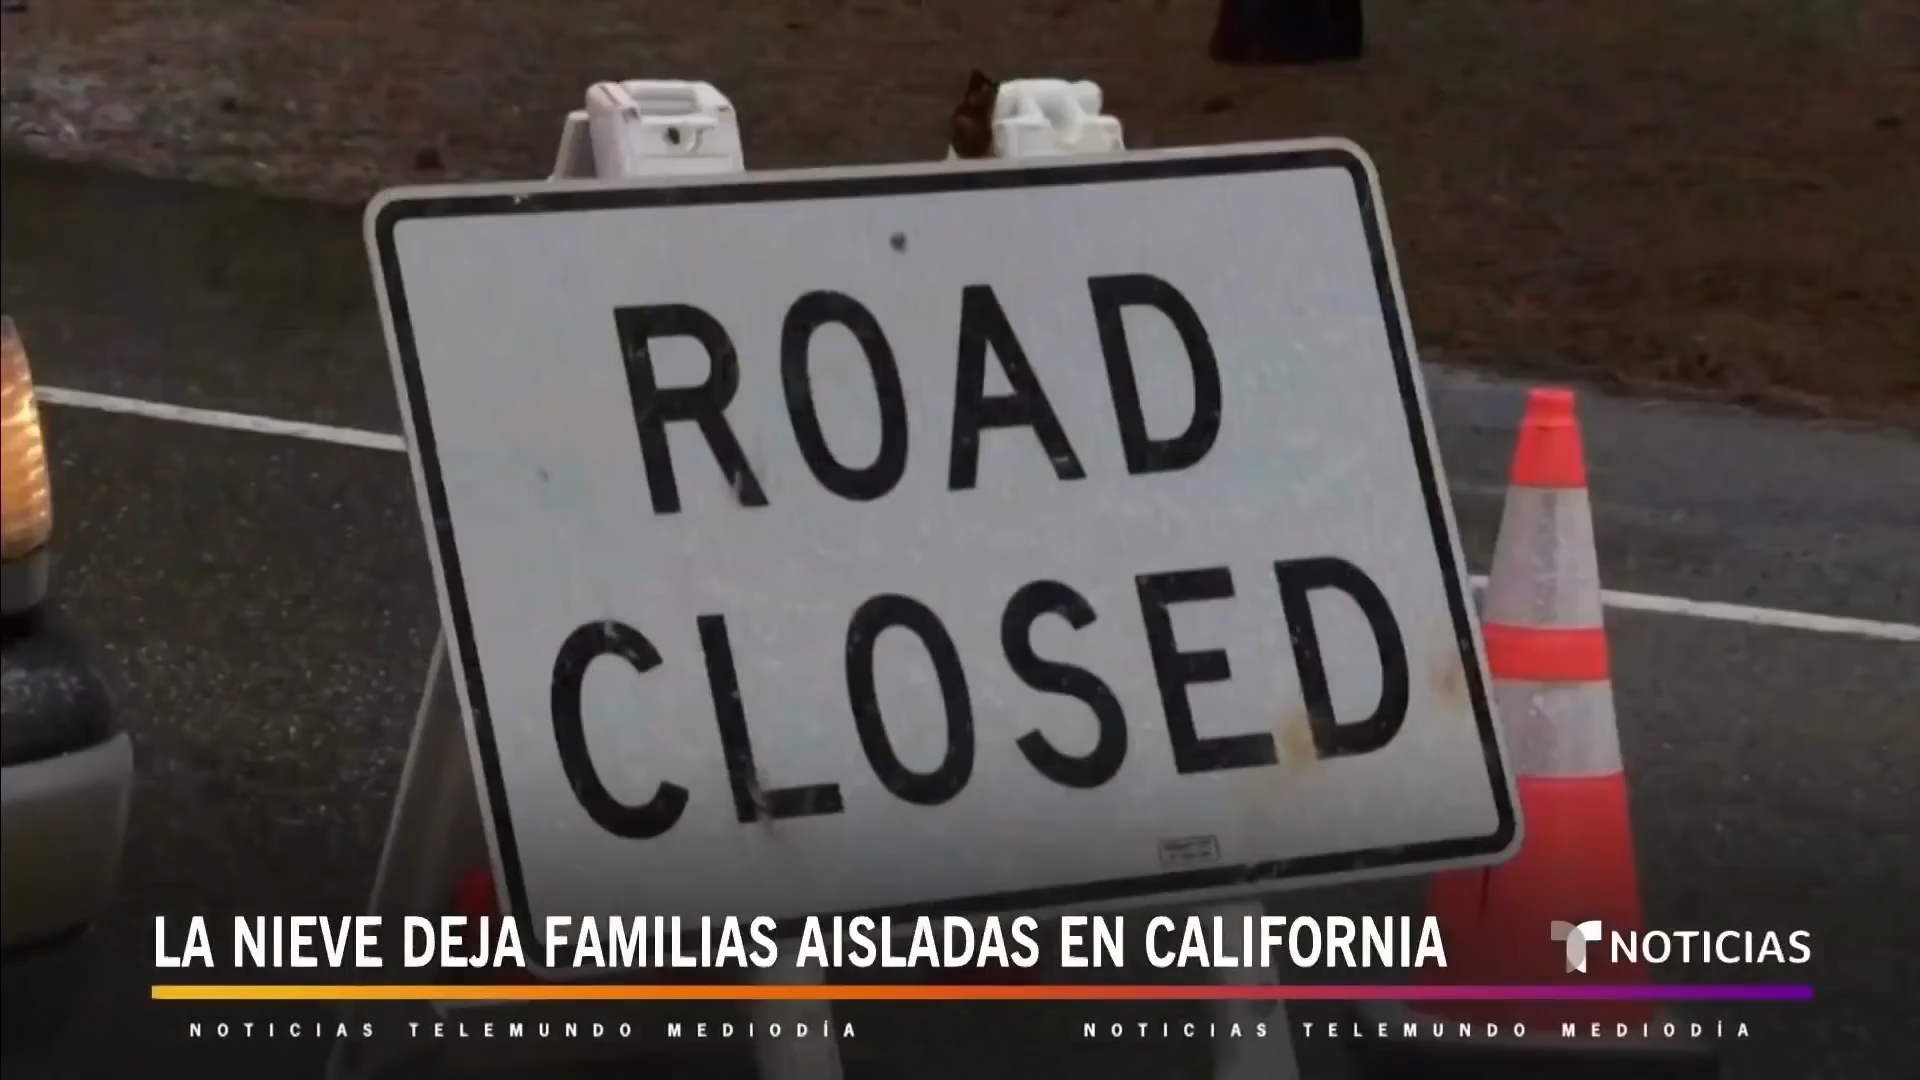 ROAD
CLOSED
LA NIEVE DEJA FAMILIAS AISLADAS EN CALIFORNIA
NOTICIAS
NOTICIAS TELEMUNDO MEDIODÍA
NOTICIAS TELEMUNDO MEDIODÍA